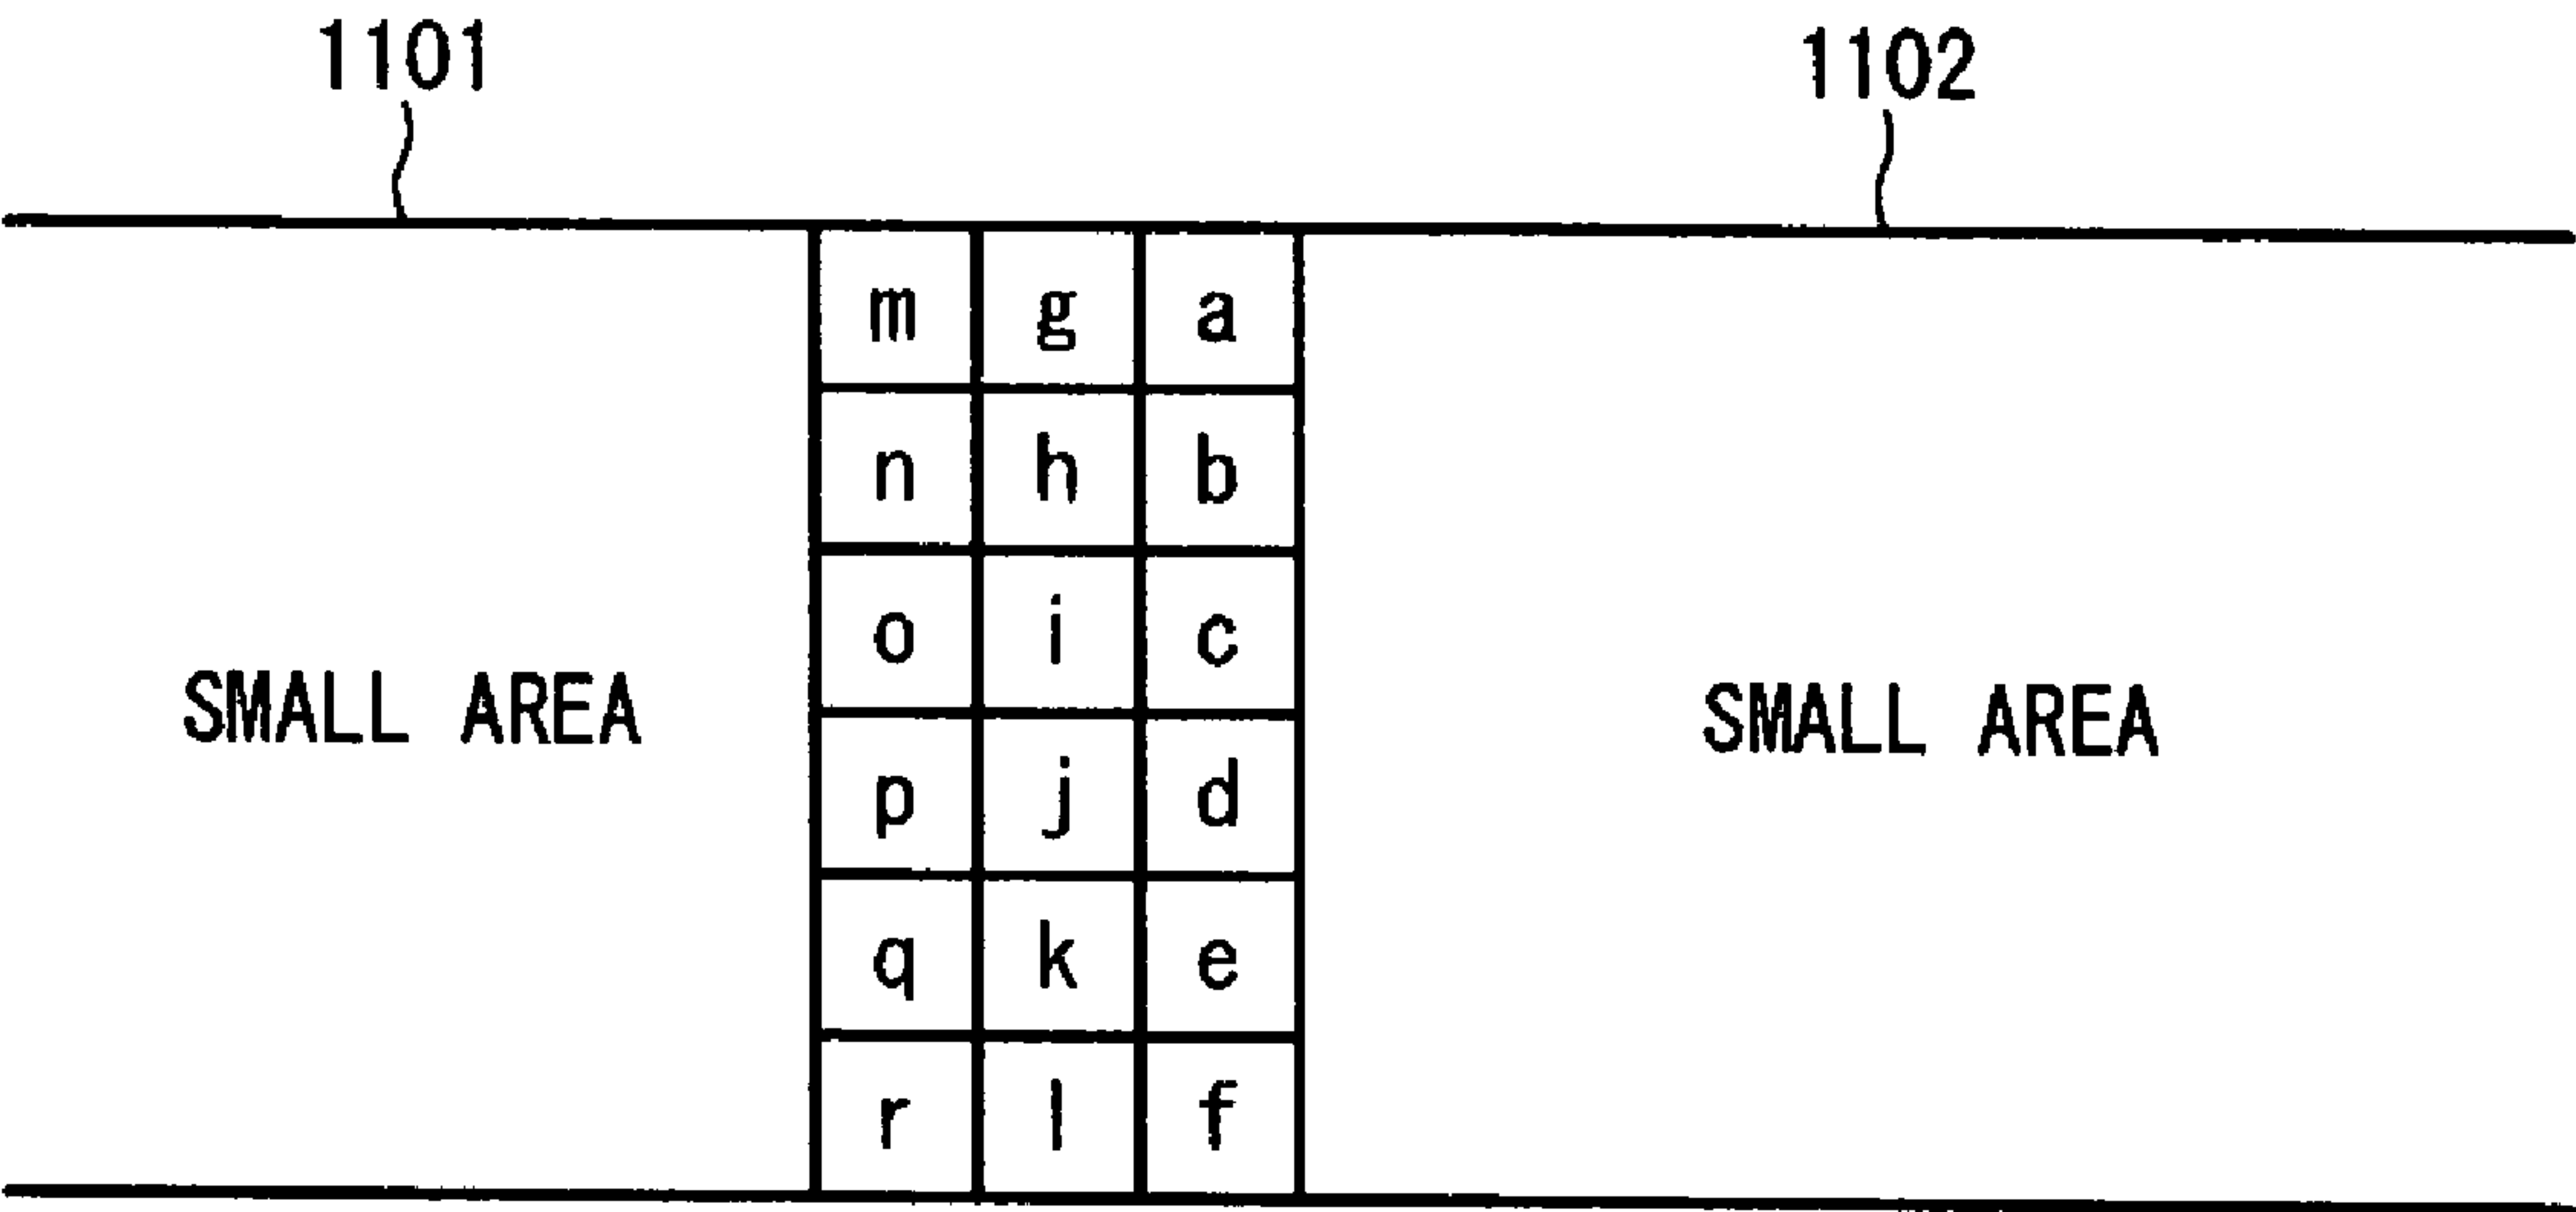 1101 1102
m g a
n h b
o i c
SMALL AREA SMALL AREA
p j d
q k e
r l f